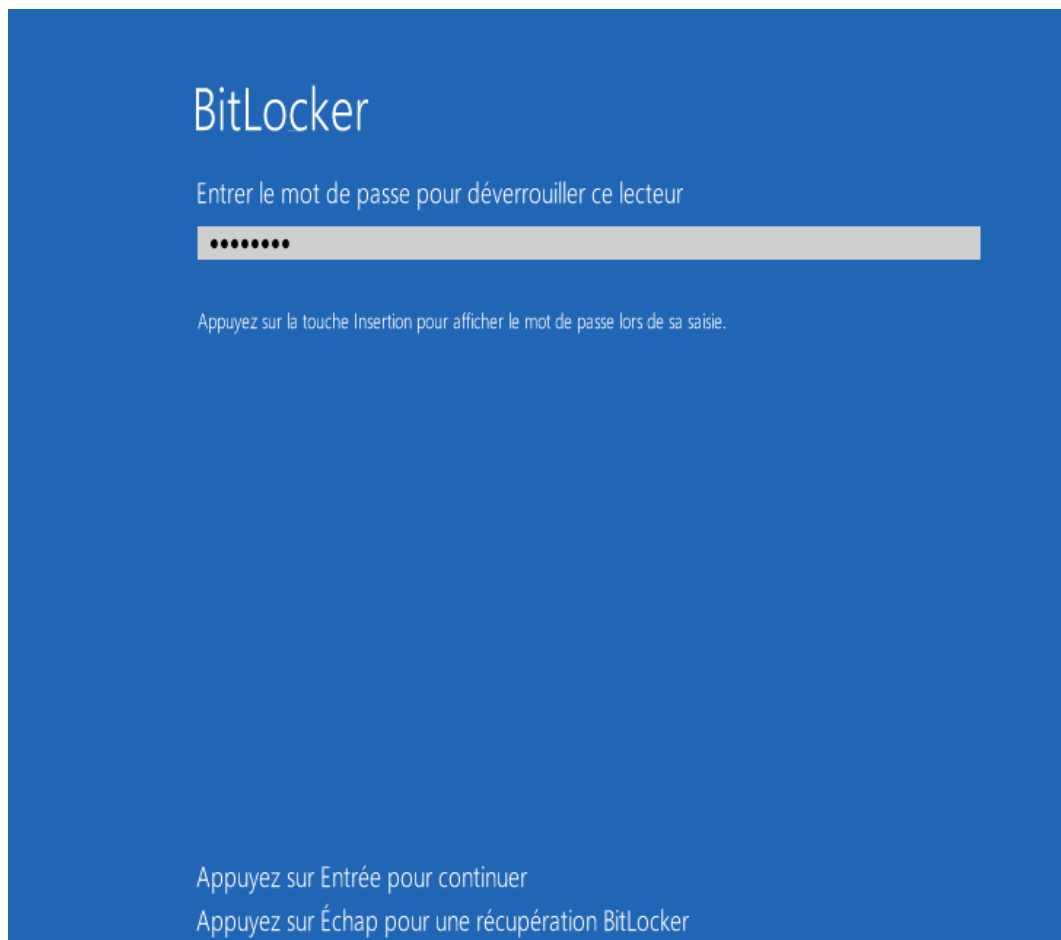 BitLocker
Entrer le mot de passe pour déverrouiller ce lecteur
••••••••
Appuyez sur la touche Insertion pour afficher le mot de passe lors de sa saisie.
Appuyez sur Entrée pour continuer
Appuyez sur Échap pour une récupération BitLocker